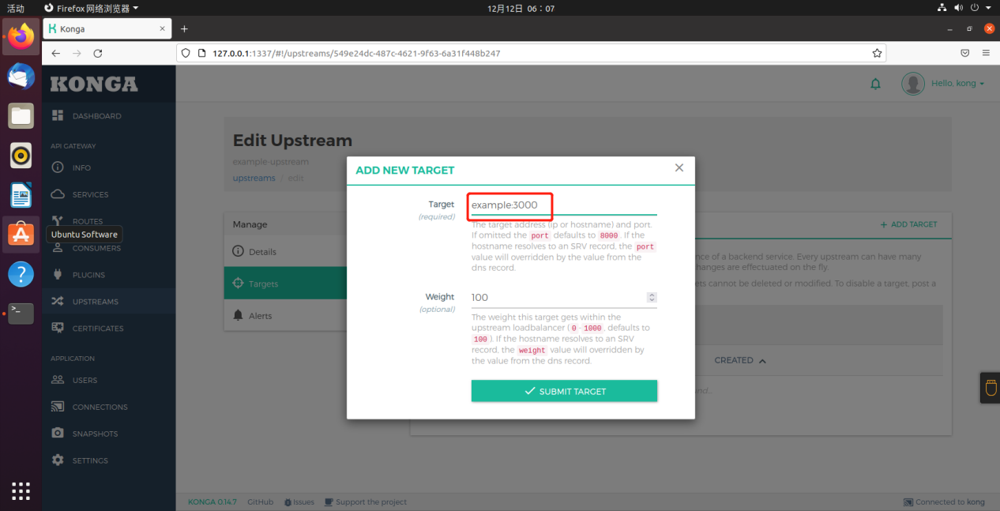 活动
Firefox 网络浏览器
12月12日 06：07
Konga
127.0.0.1:1337/#!/upstreams/549e24dc-487c-4621-9f63-6a31f448b247
KONGA
Hello, kong
DASHBOARD
API GATEWAY
INFO
SERVICES
ROUTES
Ubuntu Software
CONSUMERS
PLUGINS
UPSTREAMS
CERTIFICATES
APPLICATION
USERS
CONNECTIONS
SNAPSHOTS
SETTINGS
Edit Upstream
example-upstream
upstreams / edit
Manage
Details
Targets
Alerts
ADD NEW TARGET
Target
(required)
example:3000
The target address (ip or hostname) and port.
If omitted the port defaults to 8000. If the
hostname resolves to an SRV record, the port
value will overridden by the value from the
dns record.
Weight
(optional)
100
The weight this target gets within the
upstream loadbalancer (0-1000, defaults to
100). If the hostname resolves to an SRV
record, the weight value will overridden by
the value from the dns record.
SUBMIT TARGET
+ ADD TARGET
nce of a backend service. Every upstream can have many
hanges are effectuated on the fly.
ets cannot be deleted or modified. To disable a target, post a
CREATED
nd...
KONGA 0.14.7
GitHub
Issues
Support the project
Connected to kong